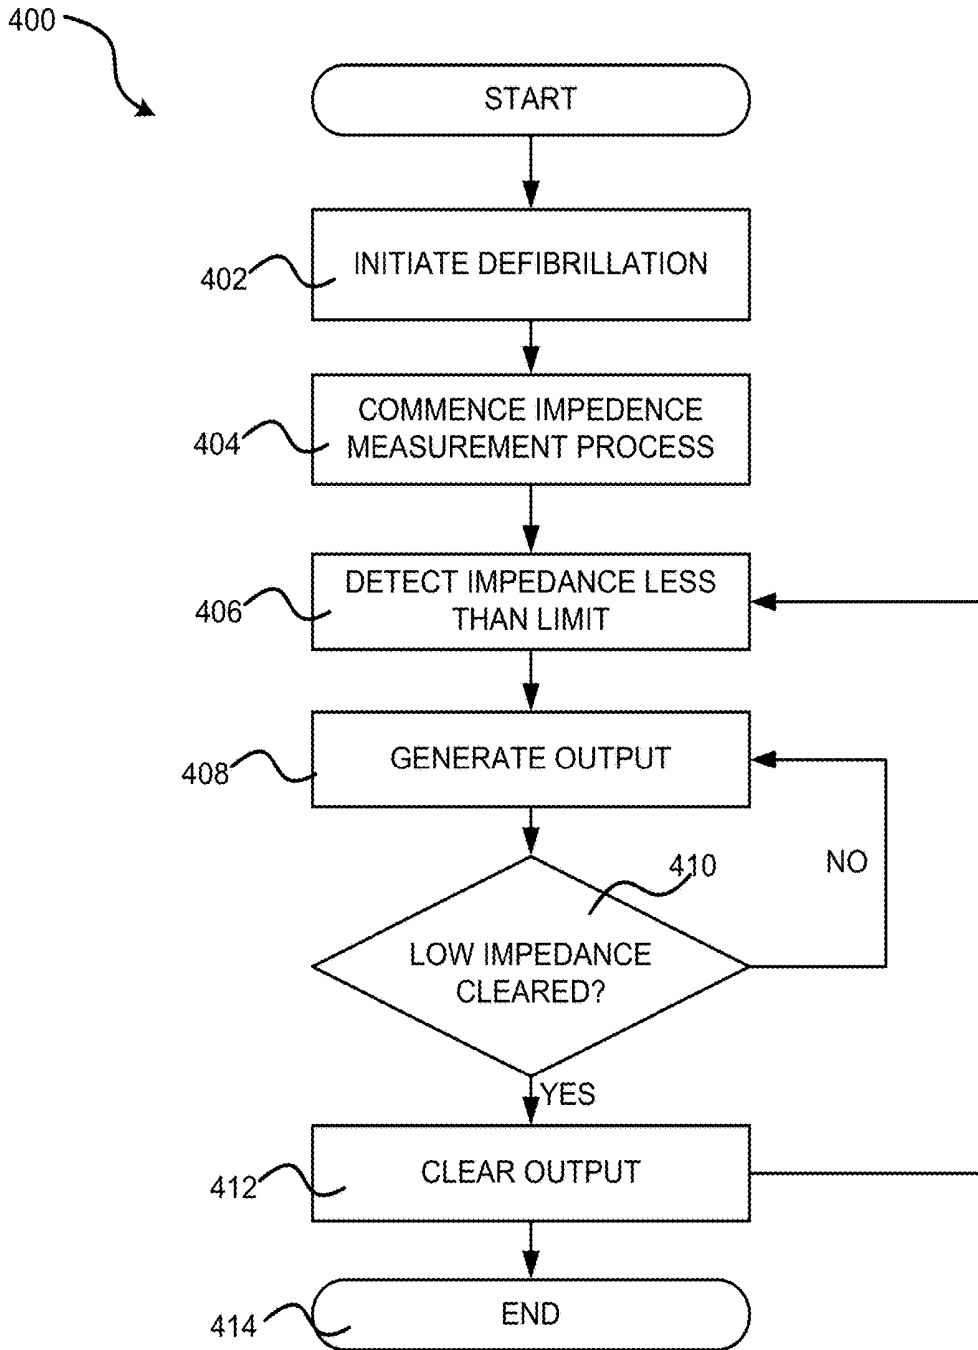 400
START
402
INITIATE DEFIBRILLATION
404
COMMENCE IMPEDENCE
MEASUREMENT PROCESS
406
DETECT IMPEDANCE LESS
THAN LIMIT
408
GENERATE OUTPUT
410
NO
LOW IMPEDANCE
CLEARED?
YES
412
CLEAR OUTPUT
414
END